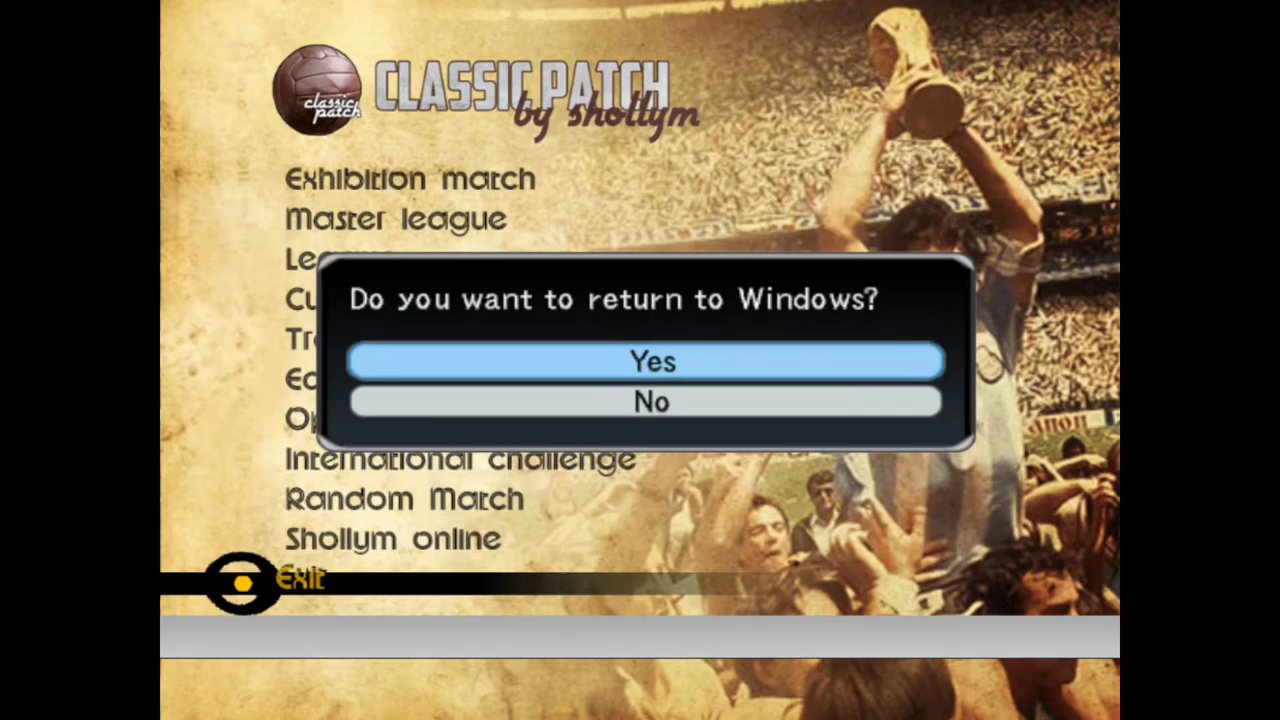 classic
patch
CLASSIC PATCH
by shollym
Exhibition match
Master league
Le
Do you want to return to Windows?
Yes
No
International challenge
Random Match
Shollym online
Exit